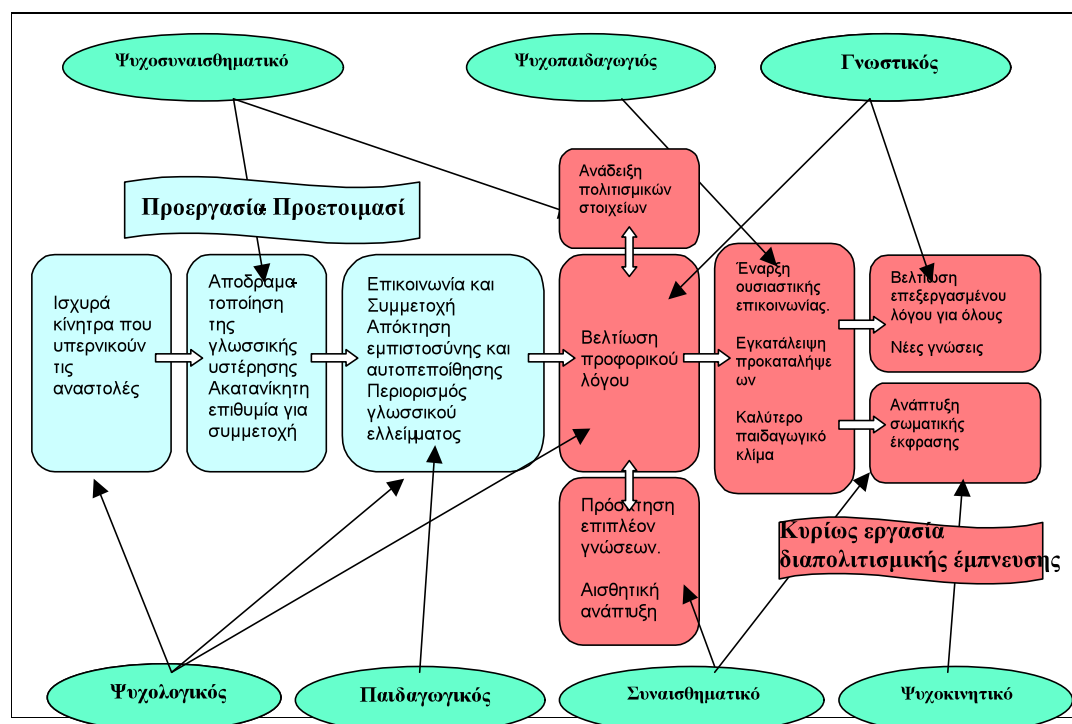 Ψυχοσυναισθηματικό
Ψυχοπαιδαγωγιός
Γνωστικός
Προεργασία- Προετοιμασί
Ανάδειξη
πολιτισμικών
στοιχείων
Ισχυρά
κίνητρα που
υπερνικούν
τις
αναστολές
Αποδραμα-
τοποίηση
της
γλωσσικής
υστέρησης
Ακατανίκητη
επιθυμία για
συμμετοχή
Επικοινωνία και
Συμμετοχή
Απόκτηση
εμπιστοσύνης και
αυτοπεποίθησης
Περιορισμός
γλωσσικού
ελλείμματος
Βελτίωση
προφορικού
λόγου
Έναρξη
ουσιαστικής
επικοινωνίας.
Εγκατάλειψη
προκαταλήψε
ων
Καλύτερο
παιδαγωγικό
κλίμα
Βελτίωση
επεξεργασμένου
λόγου για όλους
Νέες γνώσεις
Ανάπτυξη
σωματικής
έκφρασης
Πρόσκτηση
επιπλέον
γνώσεων.
Αισθητική
ανάπτυξη
Κυρίως εργασία
διαπολιτισμικής έμπνευσης
Ψυχολογικός
Παιδαγωγικός
Συναισθηματικό
Ψυχοκινητικό